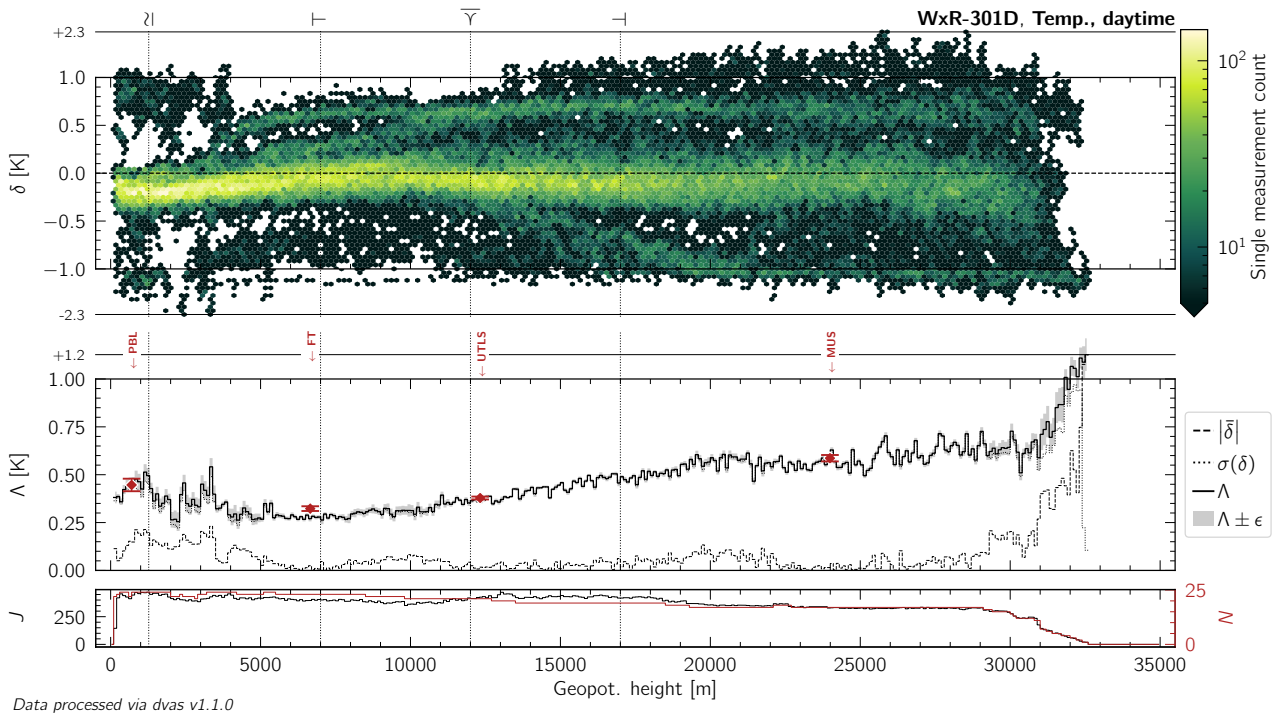 WxR-301D, Temp., daytime
+2.3
1.0
0.5
0.0
−0.5
−1.0
-2.3
δ [K]
10²
10¹
Single measurement count
PBL
FT
UTLS
MUS
+1.2
1.00
0.75
0.50
0.25
0.00
Λ [K]
|δ̄|
σ(δ)
Λ
Λ ± ϵ
250
0
J
25
0
N
0 5000 10000 15000 20000 25000 30000 35000
Geopot. height [m]
Data processed via dvas v1.1.0